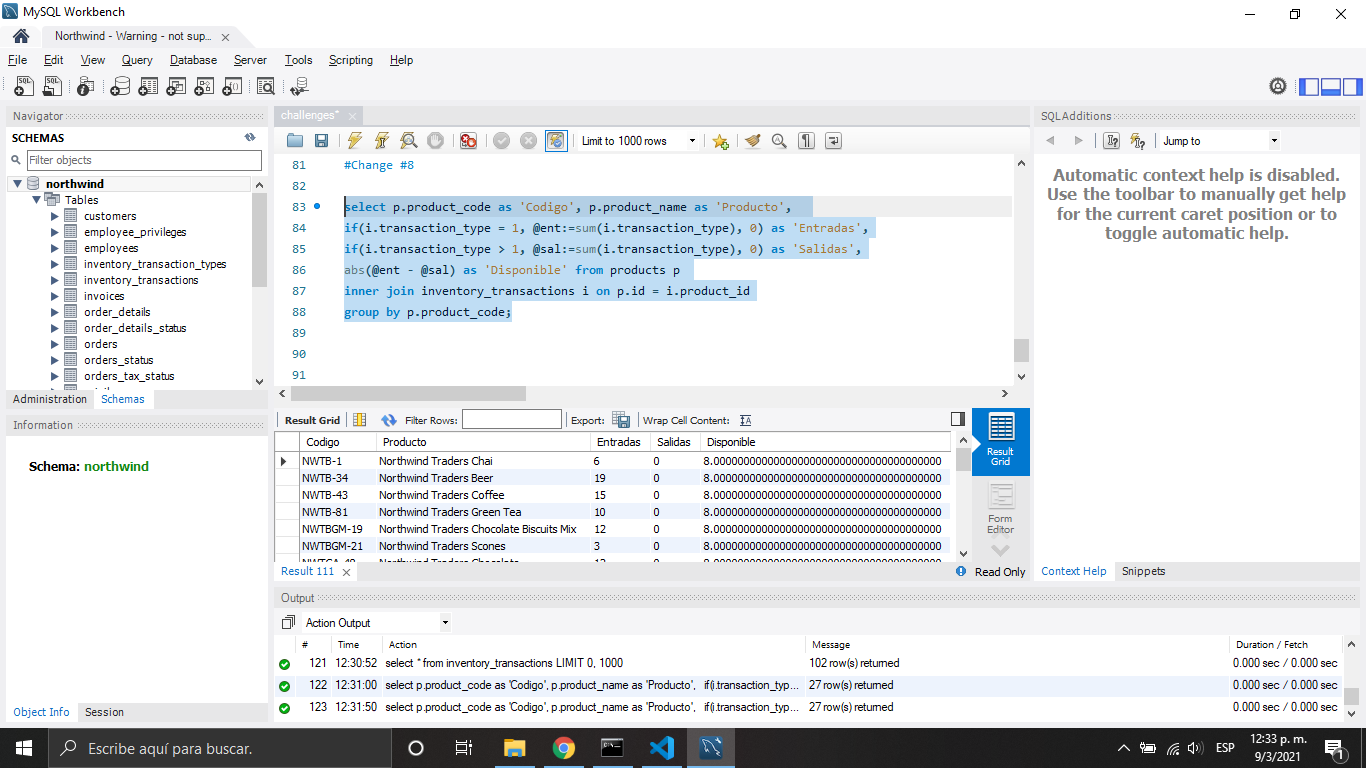 MySQL Workbench
Northwind - Warning - not sup...
File Edit View Query Database Server Tools Scripting Help
Navigator
SCHEMAS
Filter objects
northwind
Tables
customers
employee_privileges
employees
inventory_transaction_types
inventory_transactions
invoices
order_details
order_details_status
orders
orders_status
orders_tax_status
Administration Schemas
Information
Schema: northwind
Object Info Session
challenges*
Limit to 1000 rows
81 #Change #8
82
83 select p.product_code as 'Codigo', p.product_name as 'Producto',
84 if(i.transaction_type = 1, @ent:=sum(i.transaction_type), 0) as 'Entradas',
85 if(i.transaction_type > 1, @sal:=sum(i.transaction_type), 0) as 'Salidas',
86 abs(@ent - @sal) as 'Disponible' from products p
87 inner join inventory_transactions i on p.id = i.product_id
88 group by p.product_code;
89
90
91
Result Grid Filter Rows: Export: Wrap Cell Content:
Codigo Producto Entradas Salidas Disponible
NWTB-1 Northwind Traders Chai 6 0 8.000000000000000000000000000000
NWTB-34 Northwind Traders Beer 19 0 8.000000000000000000000000000000
NWTB-43 Northwind Traders Coffee 15 0 8.000000000000000000000000000000
NWTB-81 Northwind Traders Green Tea 10 0 8.000000000000000000000000000000
NWTBGM-19 Northwind Traders Chocolate Biscuits Mix 12 0 8.000000000000000000000000000000
NWTBGM-21 Northwind Traders Scones 3 0 8.000000000000000000000000000000
Result Grid
Form Editor
Result 111
Read Only
SQLAdditions
Jump to
Automatic context help is disabled.
Use the toolbar to manually get help
for the current caret position or to
toggle automatic help.
Context Help Snippets
Output
Action Output
# Time Action Message Duration / Fetch
121 12:30:52 select * from inventory_transactions LIMIT 0, 1000 102 row(s) returned 0.000 sec / 0.000 sec
122 12:31:00 select p.product_code as 'Codigo', p.product_name as 'Producto', if(i.transaction_typ... 27 row(s) returned 0.000 sec / 0.000 sec
123 12:31:50 select p.product_code as 'Codigo', p.product_name as 'Producto', if(i.transaction_typ... 27 row(s) returned 0.000 sec / 0.000 sec
Escribe aquí para buscar.
ESP
12:33 p. m.
9/3/2021
1